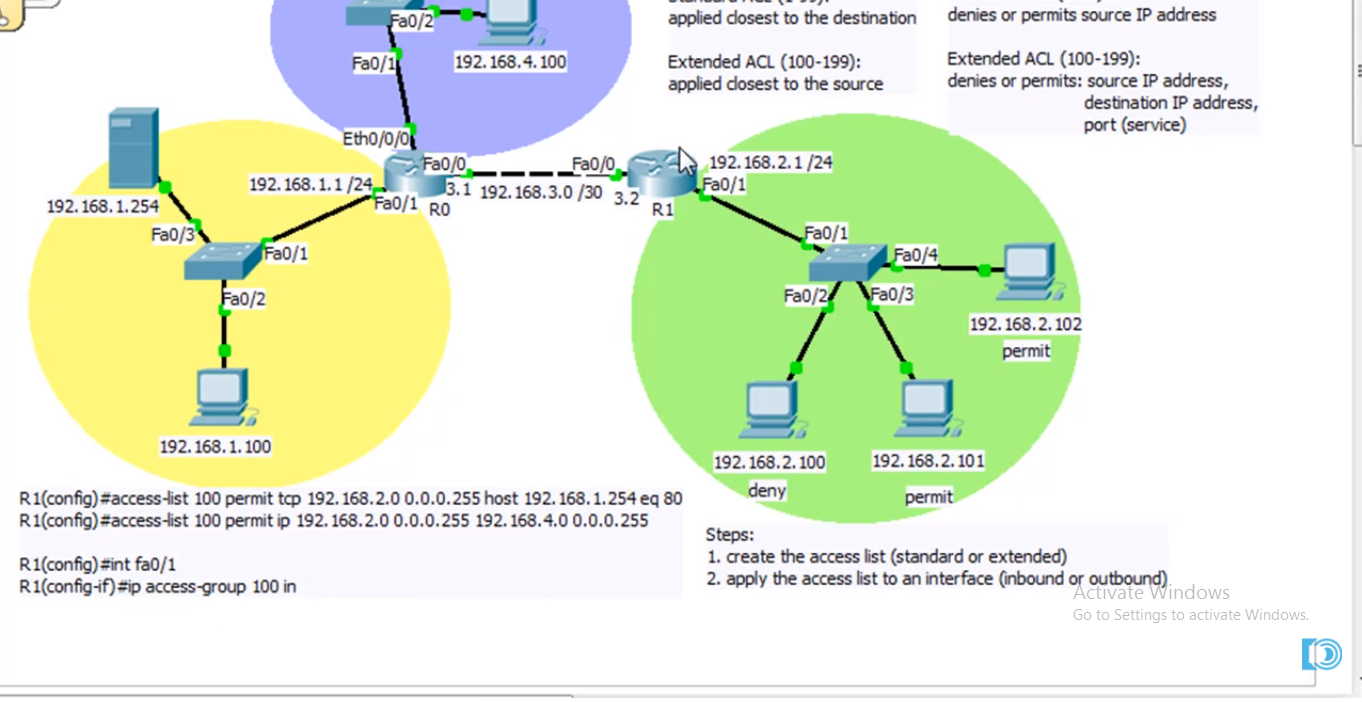 applied closest to the destination
Extended ACL (100-199):
applied closest to the source
denies or permits source IP address
Extended ACL (100-199):
denies or permits: source IP address,
destination IP address,
port (service)
Fa0/2
Fa0/1
192.168.4.100
Eth0/0/0
Fa0/0
192.168.1.1 /24
Fa0/1
3.1
R0
192.168.3.0 /30
Fa0/0
3.2
R1
192.168.2.1 /24
Fa0/1
192.168.1.254
Fa0/3
Fa0/1
Fa0/2
192.168.1.100
Fa0/1
Fa0/4
Fa0/2
Fa0/3
192.168.2.102
permit
192.168.2.100
deny
192.168.2.101
permit
R1(config)#access-list 100 permit tcp 192.168.2.0 0.0.0.255 host 192.168.1.254 eq 80
R1(config)#access-list 100 permit ip 192.168.2.0 0.0.0.255 192.168.4.0 0.0.0.255
R1(config)#int fa0/1
R1(config-if)#ip access-group 100 in
Steps:
1. create the access list (standard or extended)
2. apply the access list to an interface (inbound or outbound)
Activate Windows
Go to Settings to activate Windows.